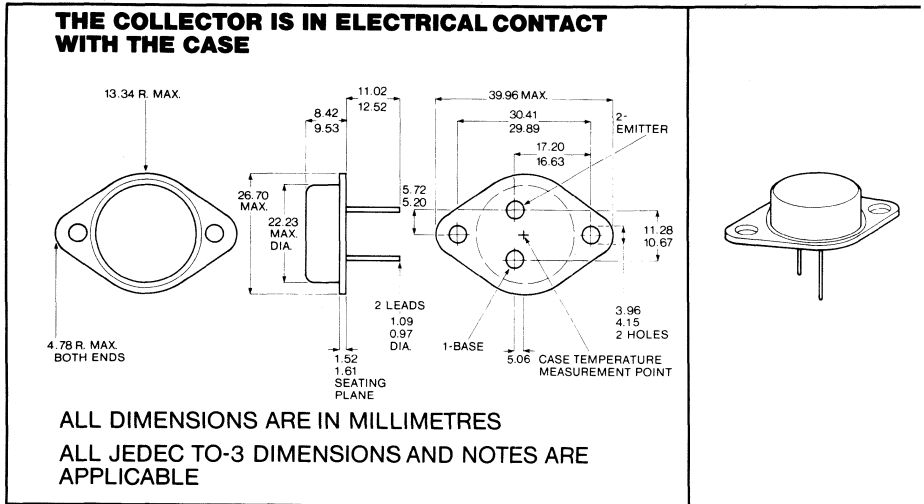 THE COLLECTOR IS IN ELECTRICAL CONTACT
WITH THE CASE
13.34 R. MAX.
8.42
9.53
11.02
12.52
26.70
MAX.
22.23
MAX.
DIA.
4.78 R. MAX.
BOTH ENDS
2 LEADS
1.09
0.97
DIA.
1.52
1.61
SEATING
PLANE
39.96 MAX.
30.41
29.89
2-
EMITTER
17.20
16.63
5.72
5.20
11.28
10.67
3.96
4.15
2 HOLES
1-BASE
5.06
CASE TEMPERATURE
MEASUREMENT POINT
ALL DIMENSIONS ARE IN MILLIMETRES
ALL JEDEC TO-3 DIMENSIONS AND NOTES ARE
APPLICABLE